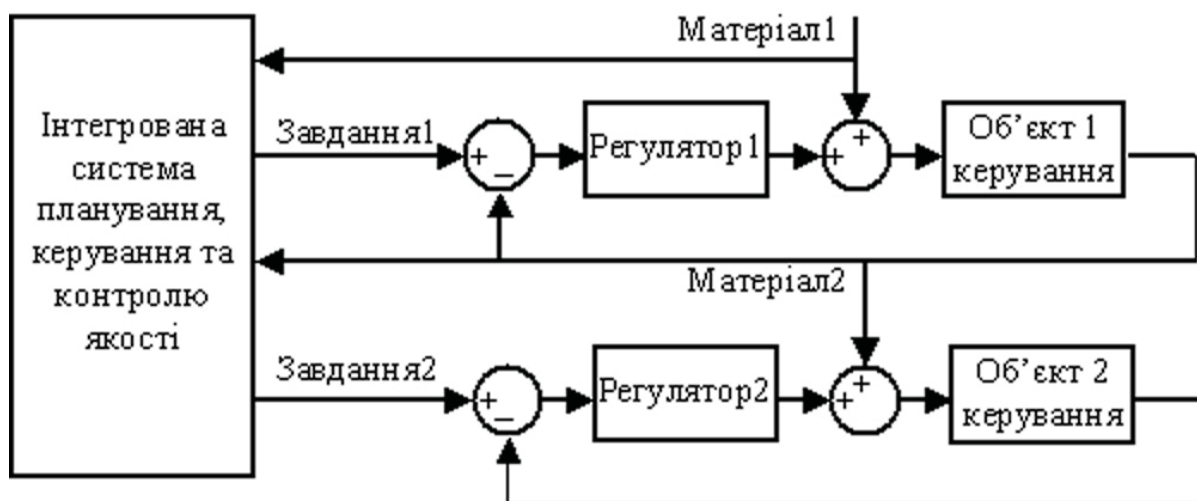 Матеріал1
Інтегрована
система
планування,
керування та
контролю
якості
Завдання1
+
−
Регулятор1
+
+
Об’єкт 1
керування
Матеріал2
Завдання2
+
−
Регулятор2
+
+
Об’єкт 2
керування